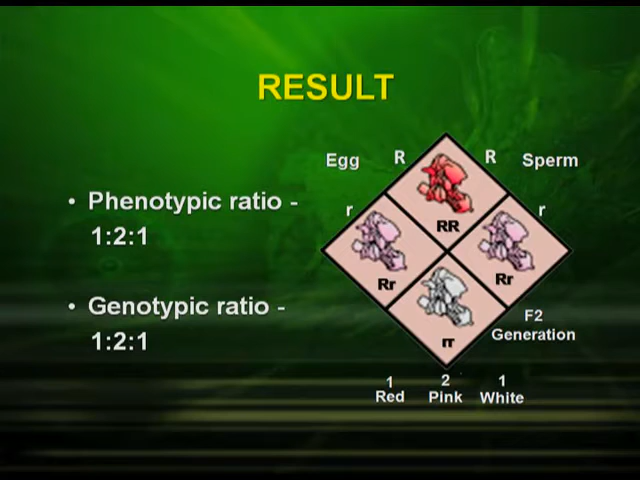 RESULT
• Phenotypic ratio -
1:2:1
• Genotypic ratio -
1:2:1
Egg R R Sperm
r r
RR
Rr Rr
rr
F2
Generation
1 2 1
Red Pink White